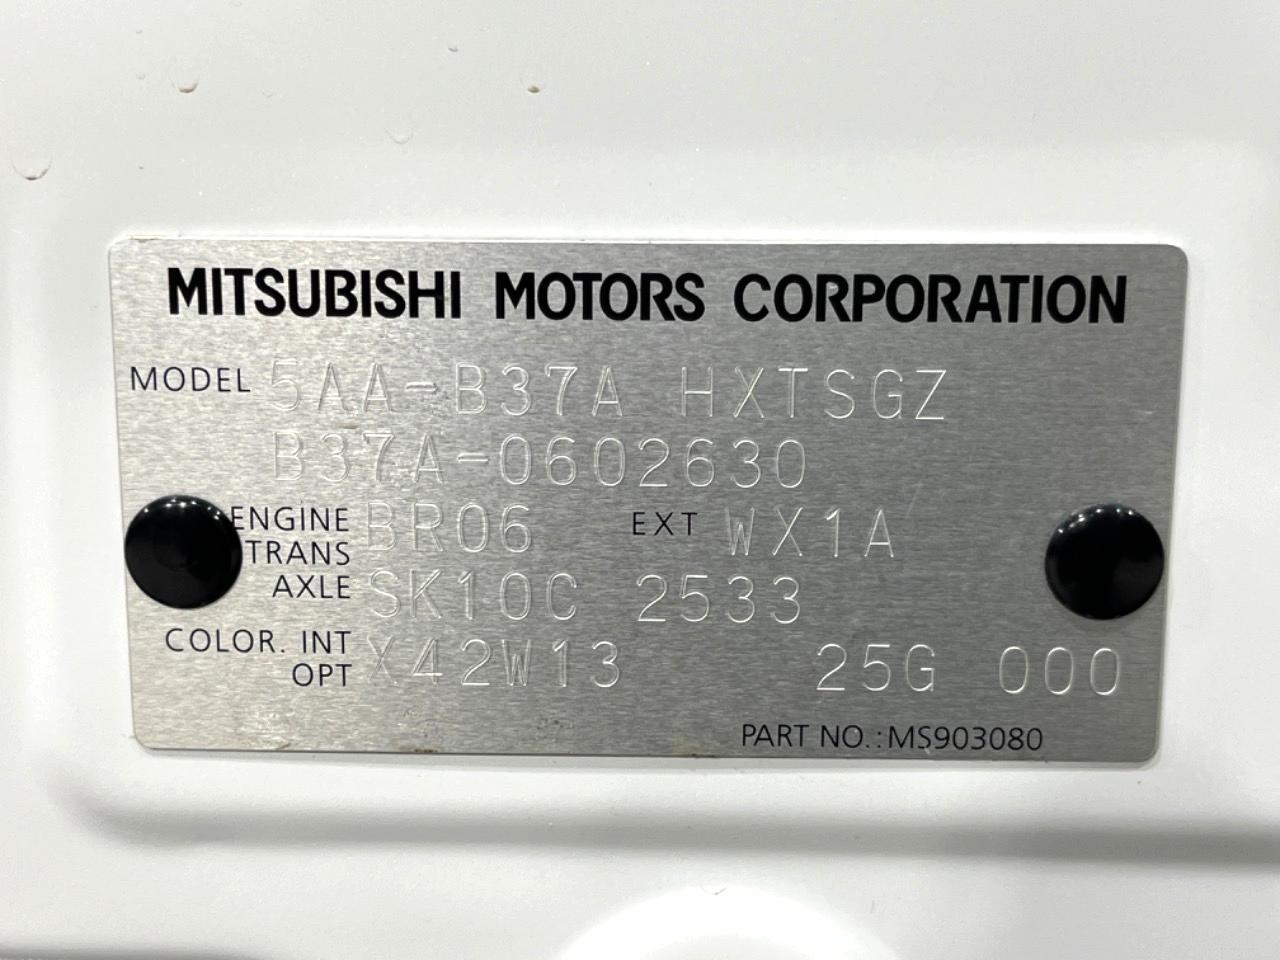 MITSUBISHI MOTORS CORPORATION
MODEL 5AA-B37A HXTSGZ
B37A-0602630
ENGINE BR06 EXT WX1A
TRANS
AXLE SK10C 2533
COLOR. INT X42W13 25G 000
OPT
PART NO.:MS903080